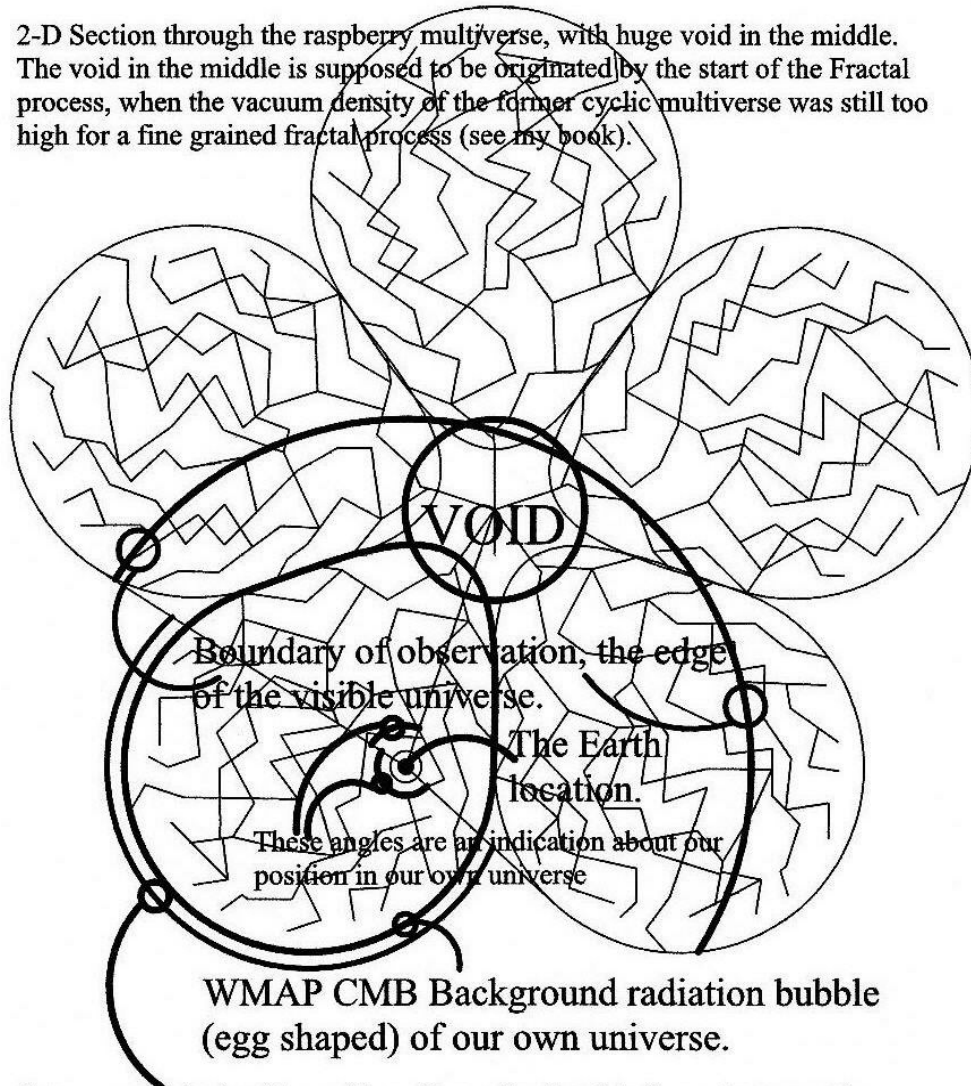 2-D Section through the raspberry multiverse, with huge void in the middle.
The void in the middle is supposed to be originated by the start of the Fractal
process, when the vacuum density of the former cyclic multiverse was still too
high for a fine grained fractal process (see my book).
VOID
Boundary of observation, the edge
of the visible universe.
The Earth
location.
These angles are an indication about our
position in our own universe
WMAP CMB Background radiation bubble
(egg shaped) of our own universe.